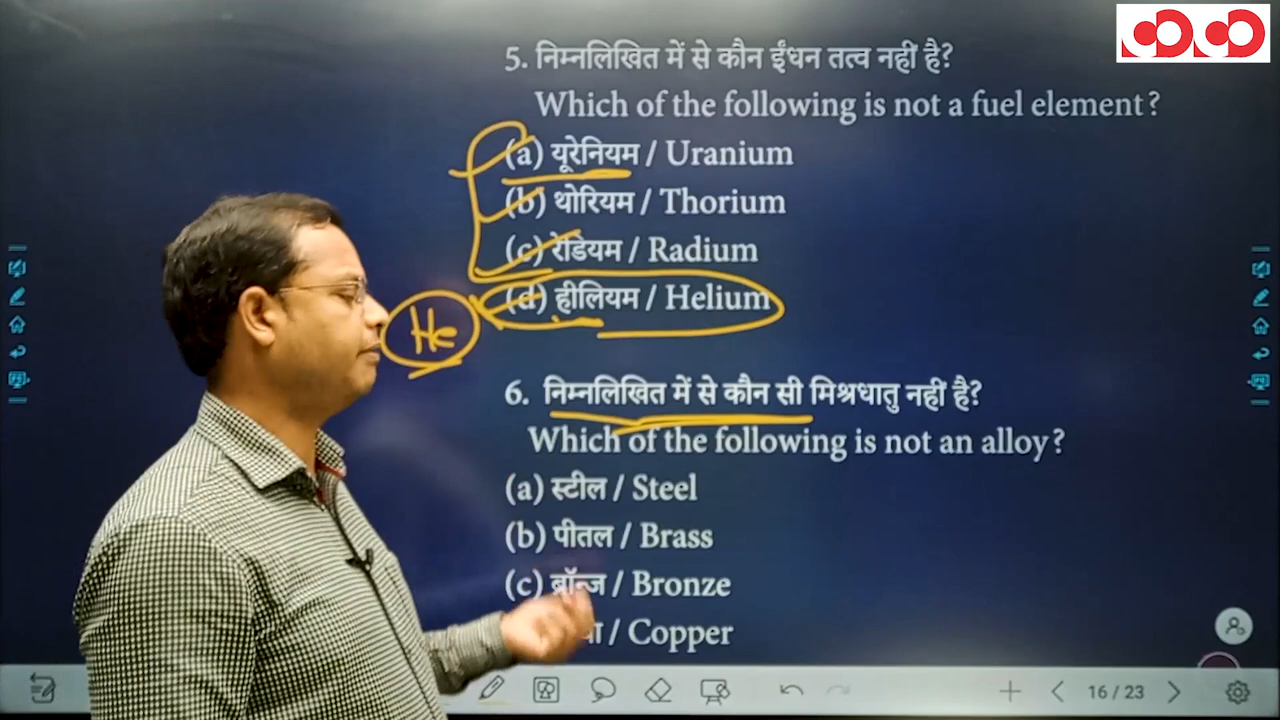 5. निम्नलिखित में से कौन ईंधन तत्व नहीं है?
Which of the following is not a fuel element?
(a) यूरेनियम / Uranium
(b) थोरियम / Thorium
(c) रेडियम / Radium
(d) हीलियम / Helium
He
6. निम्नलिखित में से कौन सी मिश्रधातु नहीं है?
Which of the following is not an alloy?
(a) स्टील / Steel
(b) पीतल / Brass
(c) ब्रॉन्ज / Bronze
/ Copper
16 / 23